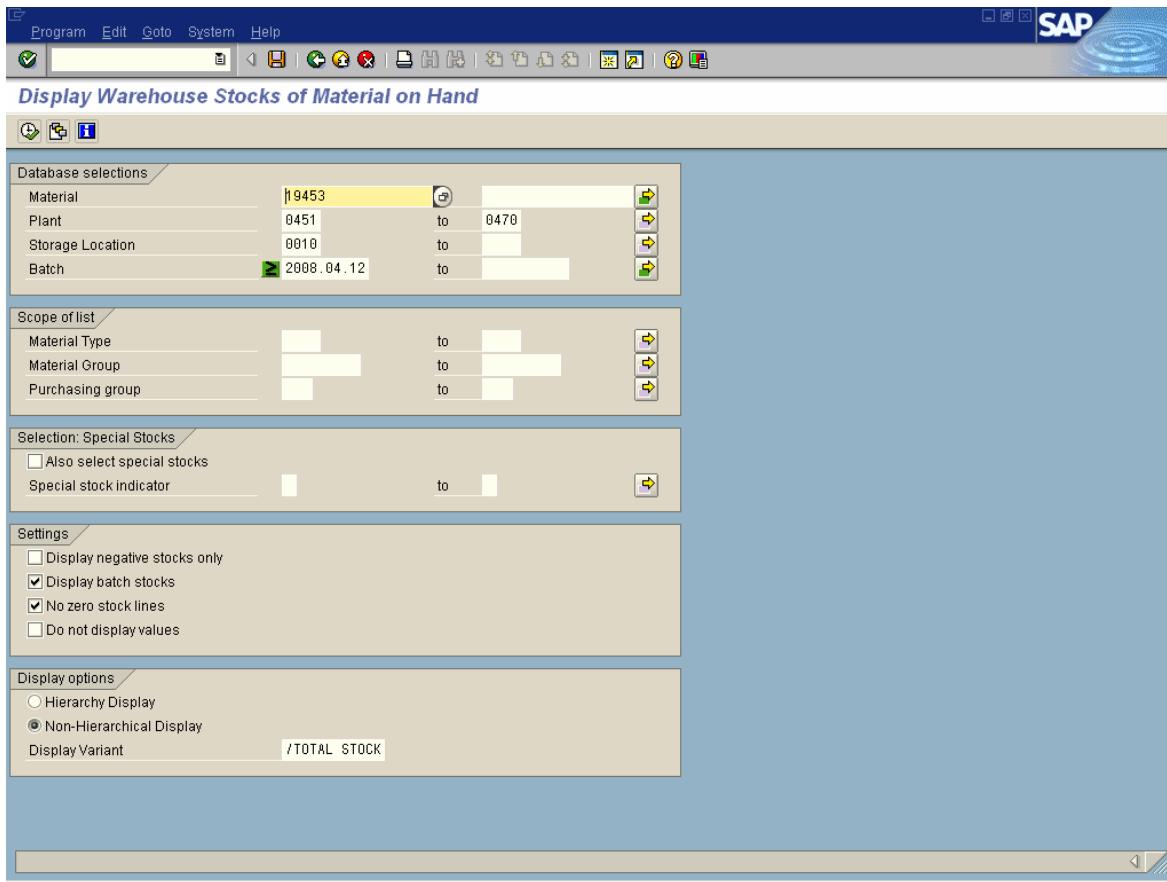 Program Edit Goto System Help
SAP
Display Warehouse Stocks of Material on Hand
Database selections
Material 19453
Plant 0451 to 0470
Storage Location 0010 to
Batch ≥ 2008.04.12 to
Scope of list
Material Type to
Material Group to
Purchasing group to
Selection: Special Stocks
Also select special stocks
Special stock indicator to
Settings
Display negative stocks only
Display batch stocks
No zero stock lines
Do not display values
Display options
Hierarchy Display
Non-Hierarchical Display
Display Variant /TOTAL STOCK